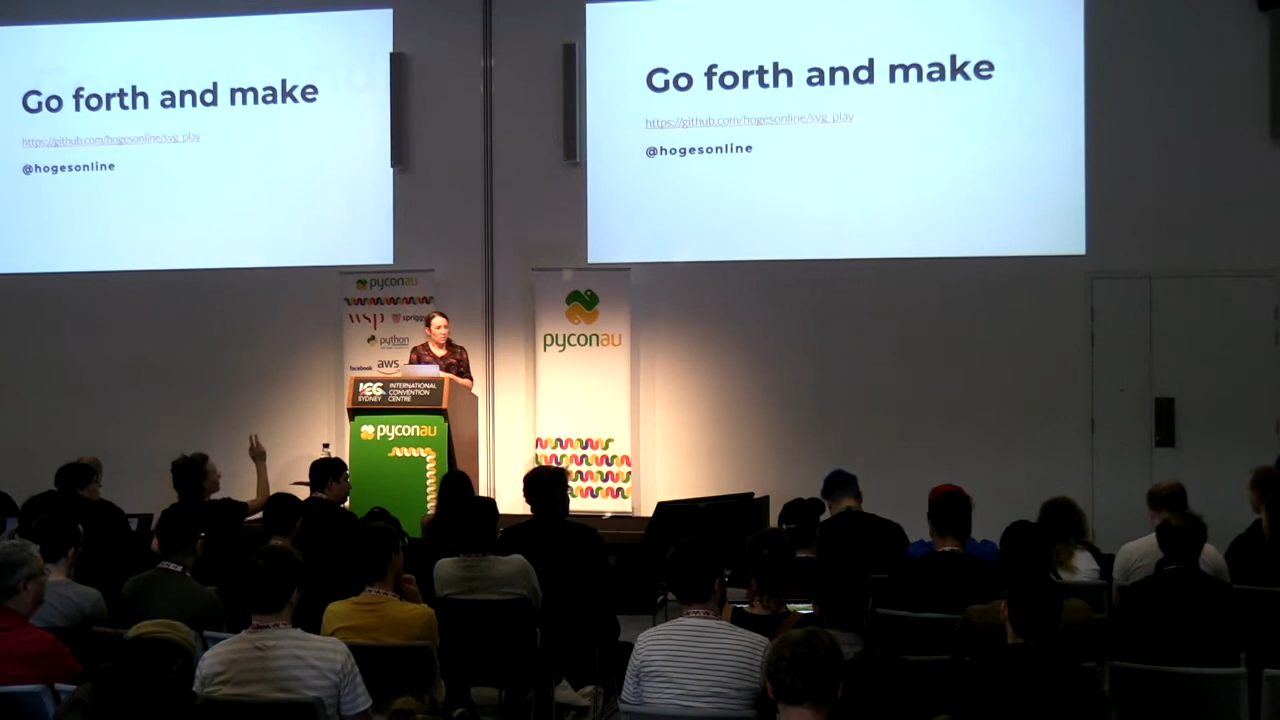 Go forth and make
https://github.com/hogesonline/svg_play
@hogesonline
Go forth and make
https://github.com/hogesonline/svg_play
@hogesonline
pyconau
wsp
python
facebook
aws
pyconau
ICC
SYDNEY
INTERNATIONAL
CONVENTION
CENTRE
pyconau